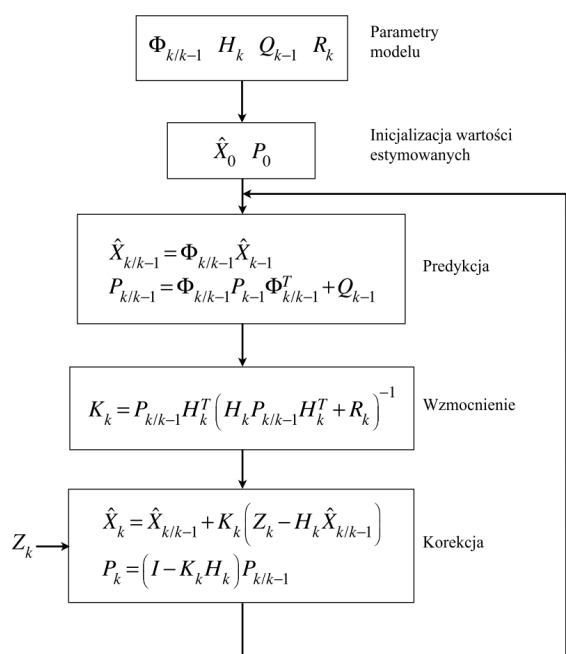 Φ_{k/k−1} H_k Q_{k−1} R_k
Parametry
modelu
X̂_0 P_0
Inicjalizacja wartości
estymowanych
X̂_{k/k−1} = Φ_{k/k−1} X̂_{k−1}
P_{k/k−1} = Φ_{k/k−1} P_{k−1} Φ^T_{k/k−1} + Q_{k−1}
Predykcja
K_k = P_{k/k−1} H_k^T (H_k P_{k/k−1} H_k^T + R_k)^{−1}
Wzmocnienie
Z_k
X̂_k = X̂_{k/k−1} + K_k (Z_k − H_k X̂_{k/k−1})
P_k = (I − K_k H_k) P_{k/k−1}
Korekcja